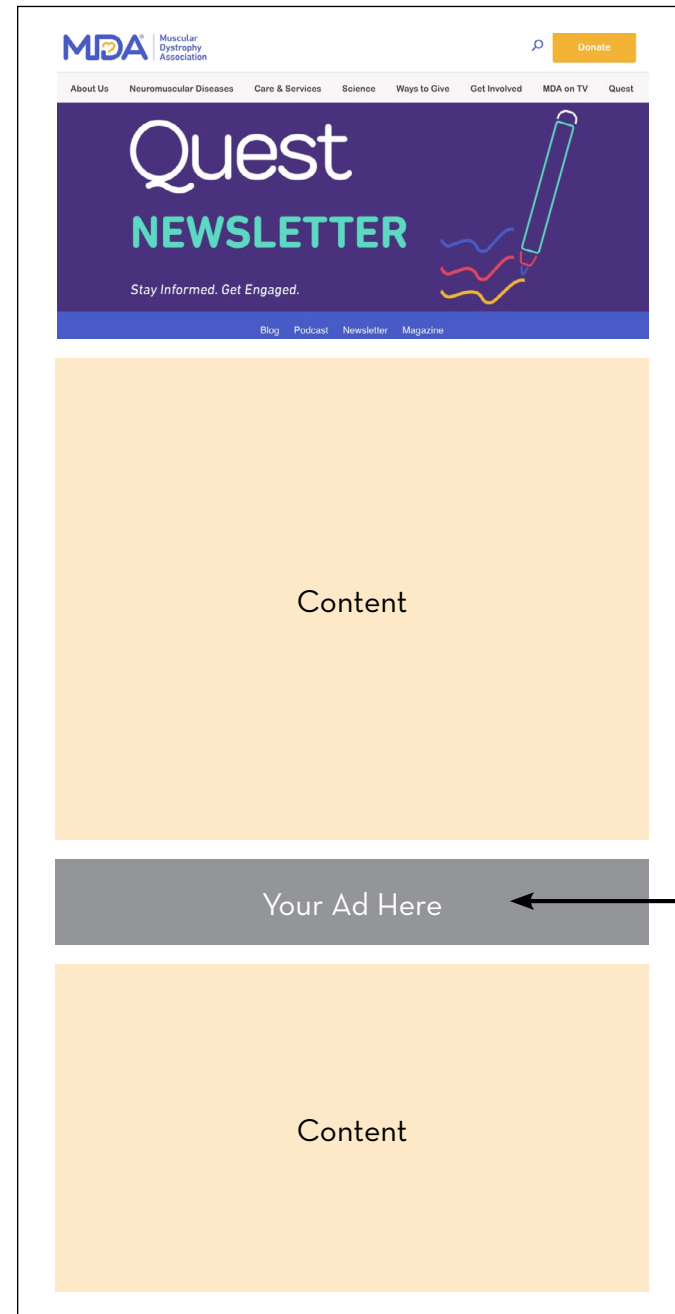 MDA
Muscular
Dystrophy
Association
Donate
About Us Neuromuscular Diseases Care & Services Science Ways to Give Get Involved MDA on TV Quest
Quest
NEWSLETTER
Stay Informed. Get Engaged.
Blog Podcast Newsletter Magazine
Content
Your Ad Here
Content